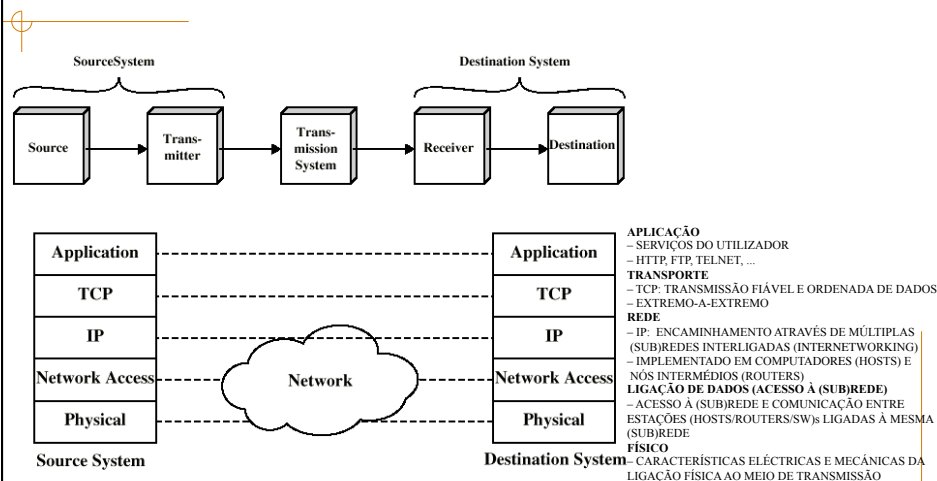 SourceSystem
Destination System
Source
Trans-
mitter
Trans-
mission
System
Receiver
Destination
Application
TCP
IP
Network Access
Physical
Source System
Network
Application
TCP
IP
Network Access
Physical
Destination System
APLICAÇÃO
– SERVIÇOS DO UTILIZADOR
– HTTP, FTP, TELNET, ...
TRANSPORTE
– TCP: TRANSMISSÃO FIÁVEL E ORDENADA DE DADOS
– EXTREMO-A-EXTREMO
REDE
– IP: ENCAMINHAMENTO ATRAVÉS DE MÚLTIPLAS
(SUB)REDES INTERLIGADAS (INTERNETWORKING)
– IMPLEMENTADO EM COMPUTADORES (HOSTS) E
NÓS INTERMÉDIOS (ROUTERS)
LIGAÇÃO DE DADOS (ACESSO À (SUB)REDE)
– ACESSO À (SUB)REDE E COMUNICAÇÃO ENTRE
ESTAÇÕES (HOSTS/ROUTERS/SW)s LIGADAS À MESMA
(SUB)REDE
FÍSICO
– CARACTERÍSTICAS ELÉCTRICAS E MECÁNICAS DA
LIGAÇÃO FÍSICA AO MEIO DE TRANSMISSÃO